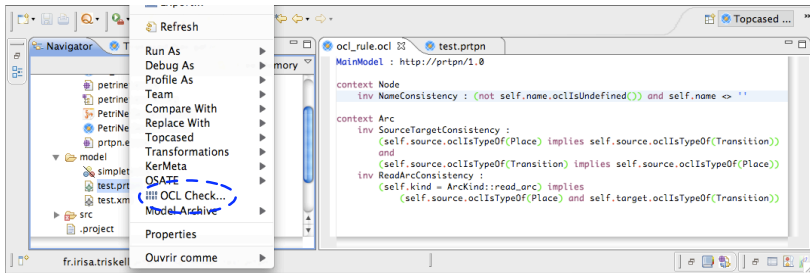 Refresh
Topcased ...
Navigator
ocl_rule.ocl
test.prtpn
Run As
Debug As
Profile As
Team
Compare With
Replace With
Topcased
Transformations
KerMeta
OSATE
OCL Check...
Model Archive
Properties
Ouvrir comme
mory
petrine
petrine
PetriNe
PetriNe
prtpn.e
model
simplet
test.prt
test.xm
src
.project
fr.irisa.triskell
MainModel : http://prtpn/1.0
context Node
inv NameConsistency : (not self.name.oclIsUndefined()) and self.name <> ''
context Arc
inv SourceTargetConsistency :
(self.source.oclIsTypeOf(Place) implies self.source.oclIsTypeOf(Transition))
and
(self.source.oclIsTypeOf(Transition) implies self.source.oclIsTypeOf(Place))
inv ReadArcConsistency :
(self.kind = ArcKind::read_arc) implies
(self.source.oclIsTypeOf(Place) and self.target.oclIsTypeOf(Transition))